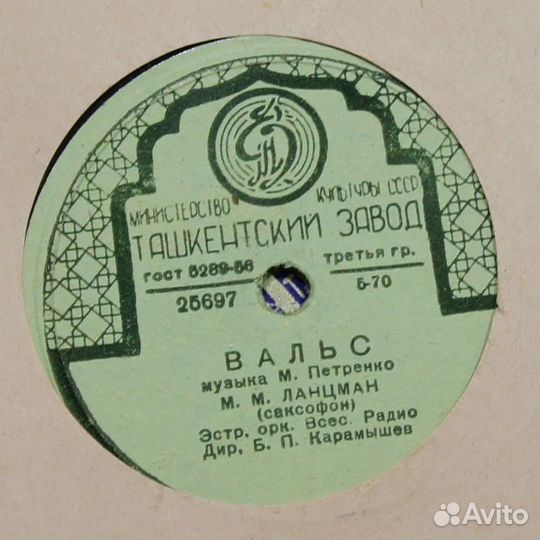 МИНИСТЕРСТВО КУЛЬТУРЫ СССР
ТАШКЕНТСКИЙ ЗАВОД
ГОСТ 5289-56 третья гр.
25697 5-70
ВАЛЬС
музыка М. Петренко
М. М. ЛАНЦМАН
(саксофон)
Эстр. орк. Всес. Радио
Дир. Б. П. Карамышев
Avito